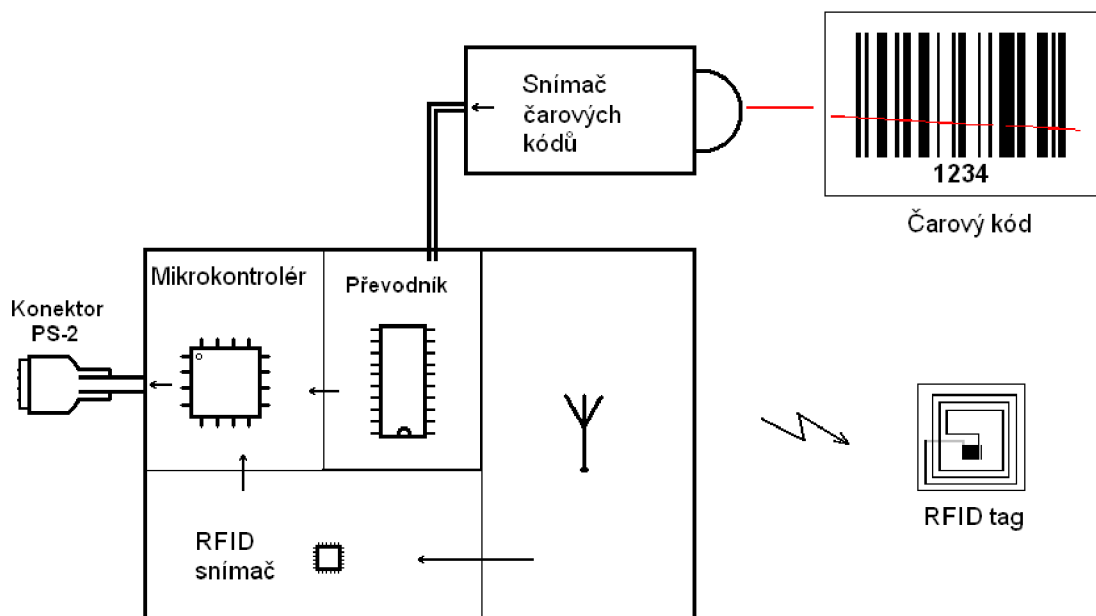 Snímač
čarových
kódů
1234
Čarový kód
Mikrokontrolér
Převodník
Konektor
PS-2
RFID
snímač
RFID tag